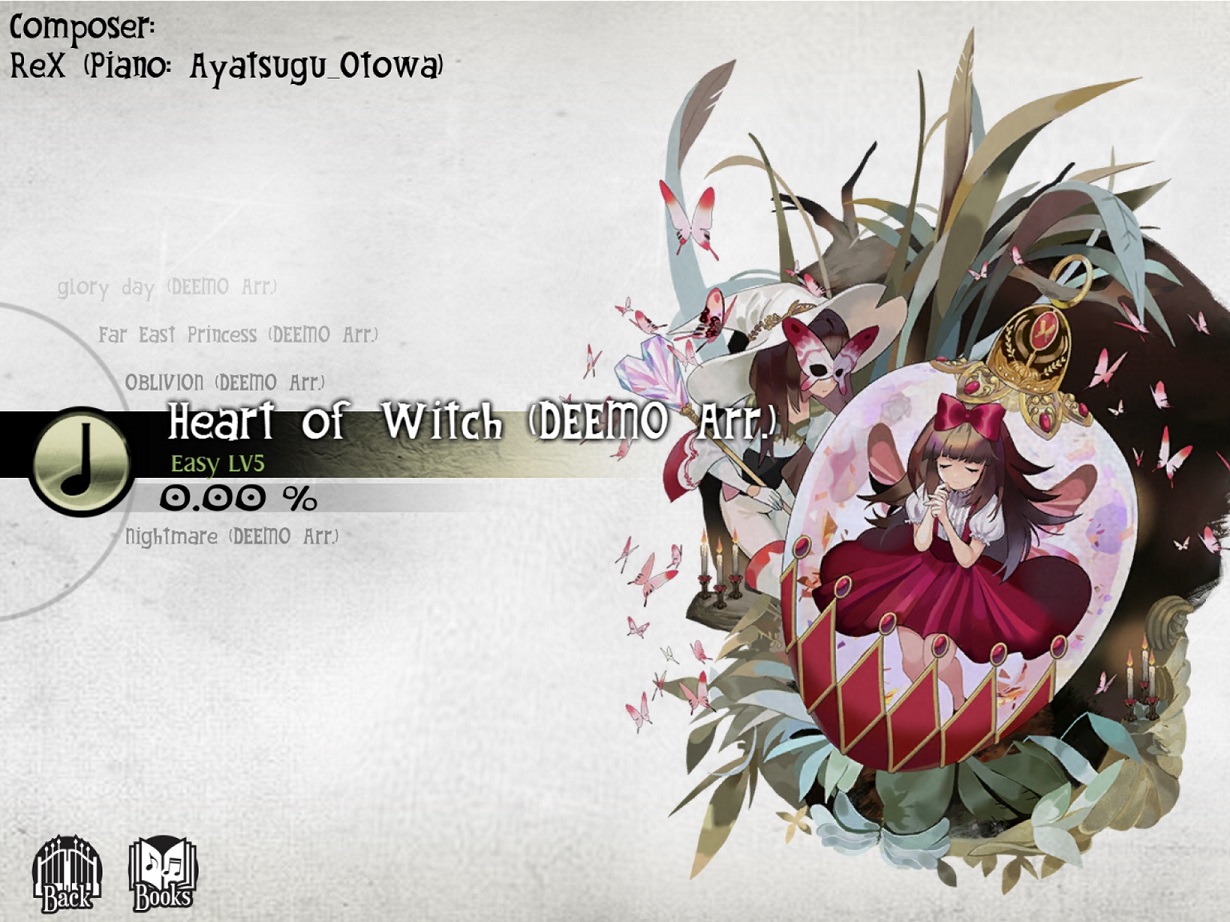 Composer:
ReX (Piano: Ayatsugu_Otowa)
glory day (DEEMO Arr.)
Far East Princess (DEEMO Arr.)
OBLIVION (DEEMO Arr.)
Heart of Witch (DEEMO Arr.)
Easy LV5
0.00 %
Nightmare (DEEMO Arr.)
Back
Books